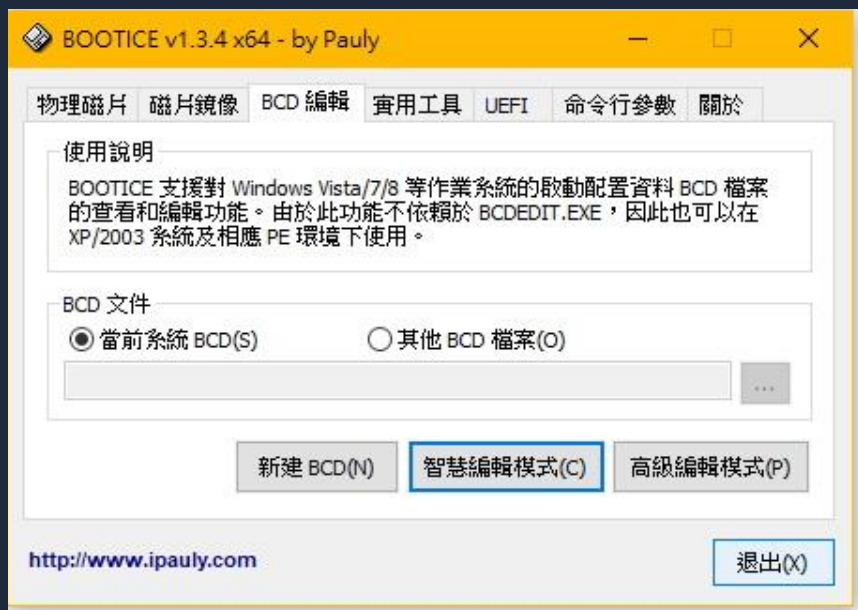 BOOTICE v1.3.4 x64 - by Pauly
物理磁片 磁片鏡像 BCD 編輯 實用工具 UEFI 命令行參數 關於
使用說明
BOOTICE 支援對 Windows Vista/7/8 等作業系統的啟動配置資料 BCD 檔案
的查看和編輯功能。由於此功能不依賴於 BCDEDIT.EXE，因此也可以在
XP/2003 系統及相應 PE 環境下使用。
BCD 文件
當前系統 BCD(S) 其他 BCD 檔案(O)
...
新建 BCD(N) 智慧編輯模式(C) 高級編輯模式(P)
http://www.ipauly.com 退出(X)